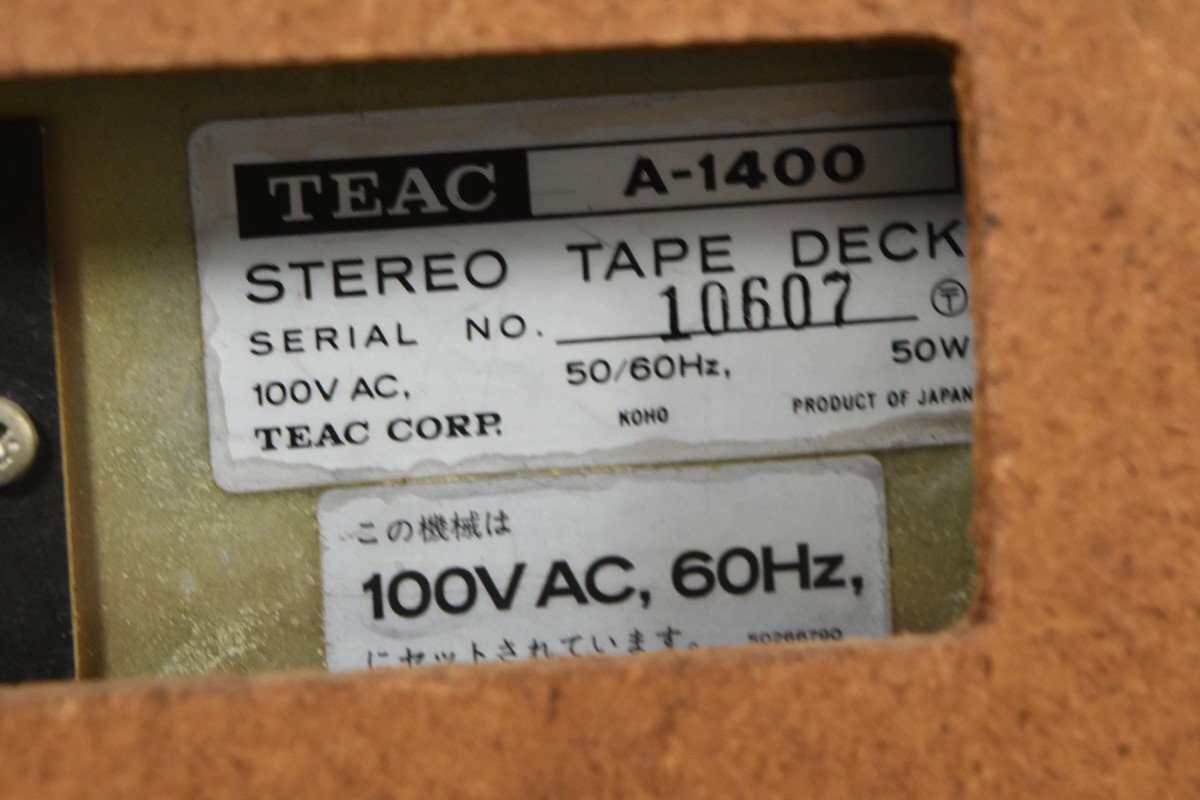 TEAC A-1400
STEREO TAPE DECK
SERIAL NO. 10607 〒
100V AC, 50/60Hz, 50W
TEAC CORP. KOHO PRODUCT OF JAPAN
この機械は
100V AC, 60Hz,
にセットされています。 50266790